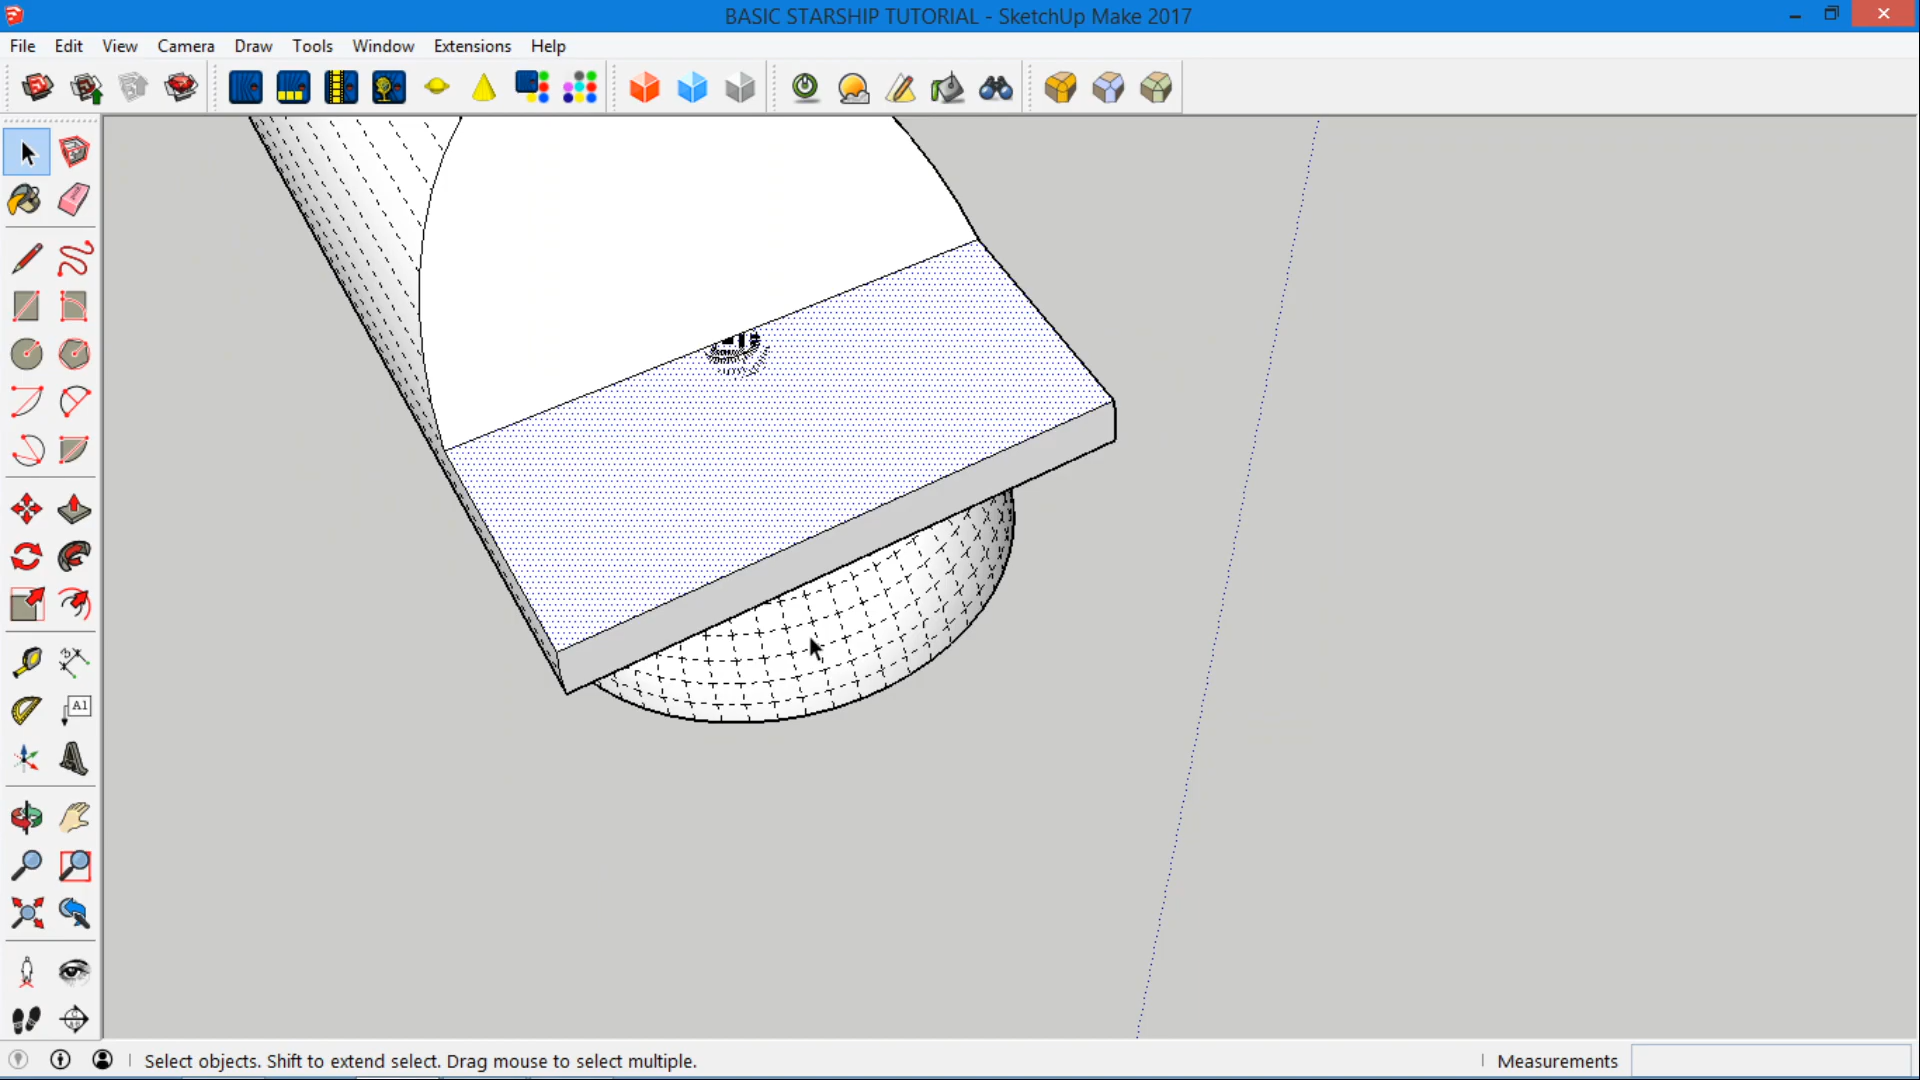 BASIC STARSHIP TUTORIAL - SketchUp Make 2017
File Edit View Camera Draw Tools Window Extensions Help
A1
Select objects. Shift to extend select. Drag mouse to select multiple.
Measurements